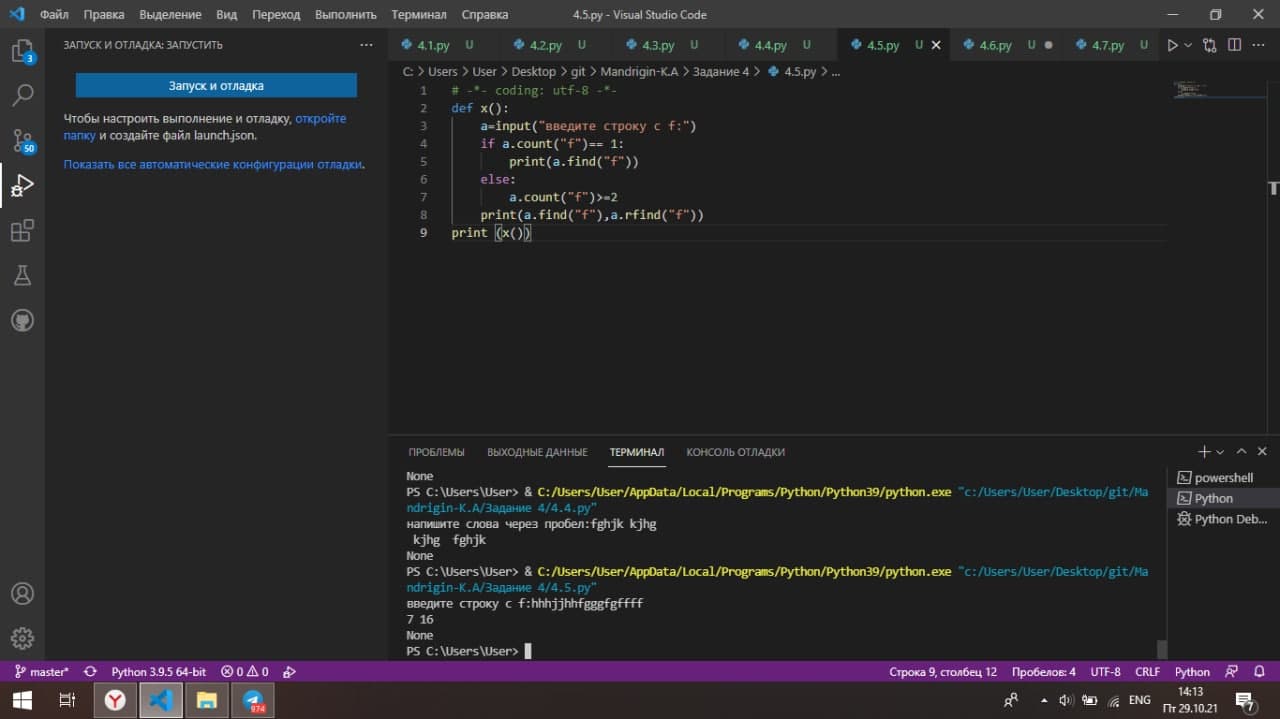 Файл Правка Выделение Вид Переход Выполнить Терминал Справка 4.5.py - Visual Studio Code
ЗАПУСК И ОТЛАДКА: ЗАПУСТИТЬ ... 4.1.py U 4.2.py U 4.3.py U 4.4.py U 4.5.py U 4.6.py U 4.7.py U
C: > Users > User > Desktop > git > Mandrigin-K.A > Задание 4 > 4.5.py > ...
3
50
Запуск и отладка
Чтобы настроить выполнение и отладку, откройте
папку и создайте файл launch.json.
Показать все автоматические конфигурации отладки.
1 # -*- coding: utf-8 -*-
2 def x():
3 a=input("введите строку с f:")
4 if a.count("f")== 1:
5 print(a.find("f"))
6 else:
7 a.count("f")>=2
8 print(a.find("f"),a.rfind("f"))
9 print (x())
ПРОБЛЕМЫ ВЫХОДНЫЕ ДАННЫЕ ТЕРМИНАЛ КОНСОЛЬ ОТЛАДКИ
None
PS C:\Users\User> & C:/Users/User/AppData/Local/Programs/Python/Python39/python.exe "c:/Users/User/Desktop/git/Ma
ndrigin-K.A/Задание 4/4.4.py"
напишите слова через пробел:fghjk kjhg
kjhg fghjk
None
PS C:\Users\User> & C:/Users/User/AppData/Local/Programs/Python/Python39/python.exe "c:/Users/User/Desktop/git/Ma
ndrigin-K.A/Задание 4/4.5.py"
введите строку с f:hhhjjhhfgggfgffff
7 16
None
PS C:\Users\User>
powershell
Python
Python Deb...
master* Python 3.9.5 64-bit 0 0 Строка 9, столбец 12 Пробелов: 4 UTF-8 CRLF Python
974
ENG
14:13
Пт 29.10.21
7